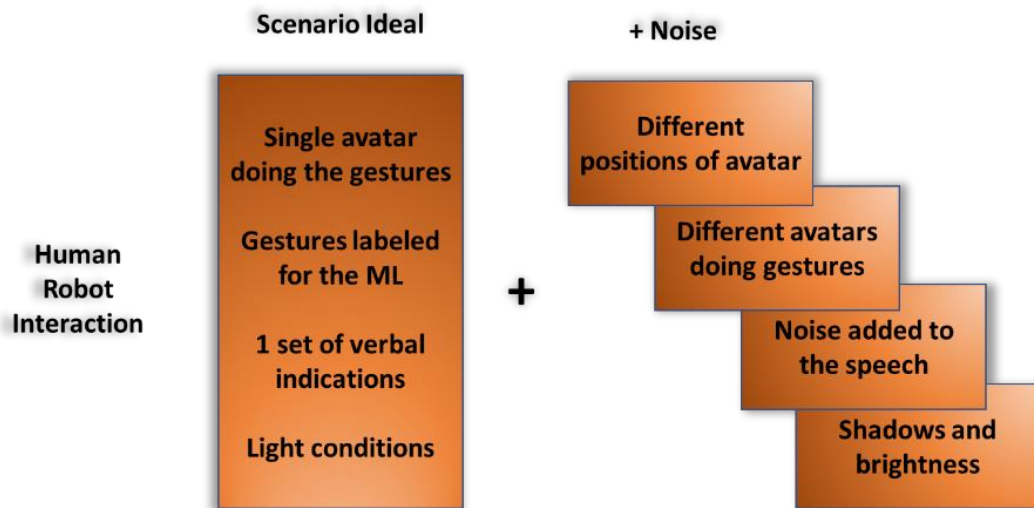 Scenario Ideal
+ Noise
Human
Robot
Interaction
Single avatar
doing the gestures
Gestures labeled
for the ML
1 set of verbal
indications
Light conditions
+
Different
positions of avatar
Different avatars
doing gestures
Noise added to
the speech
Shadows and
brightness